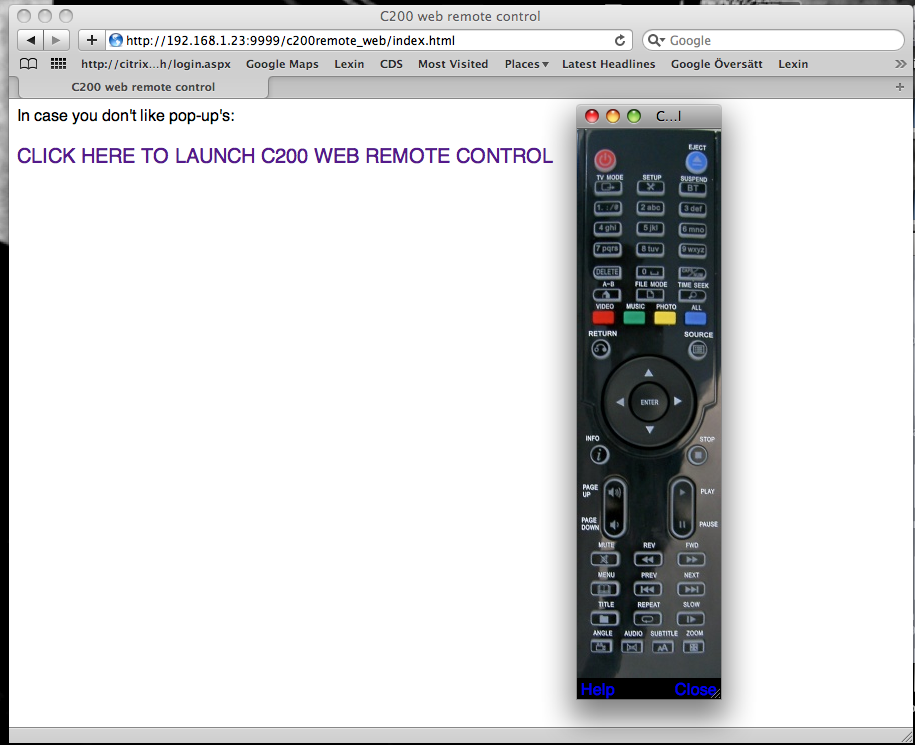 C200 web remote control
http://192.168.1.23:9999/c200remote_web/index.html
Google
http://citrix...h/login.aspx Google Maps Lexin CDS Most Visited Places Latest Headlines Google Översätt Lexin
C200 web remote control
In case you don't like pop-up's:
CLICK HERE TO LAUNCH C200 WEB REMOTE CONTROL
C...l
EJECT
TV MODE SETUP SUSPEND
BT
1. :/@ 2 abc 3 def
4 ghi 5 jkl 6 mno
7 pqrs 8 tuv 9 wxyz
DELETE 0
A-B FILE MODE TIME SEEK
VIDEO MUSIC PHOTO ALL
RETURN SOURCE
ENTER
INFO STOP
i
PAGE UP PLAY
PAGE DOWN PAUSE
MUTE REV FWD
MENU PREV NEXT
TITLE REPEAT SLOW
ANGLE AUDIO SUBTITLE ZOOM
AA
Help Close